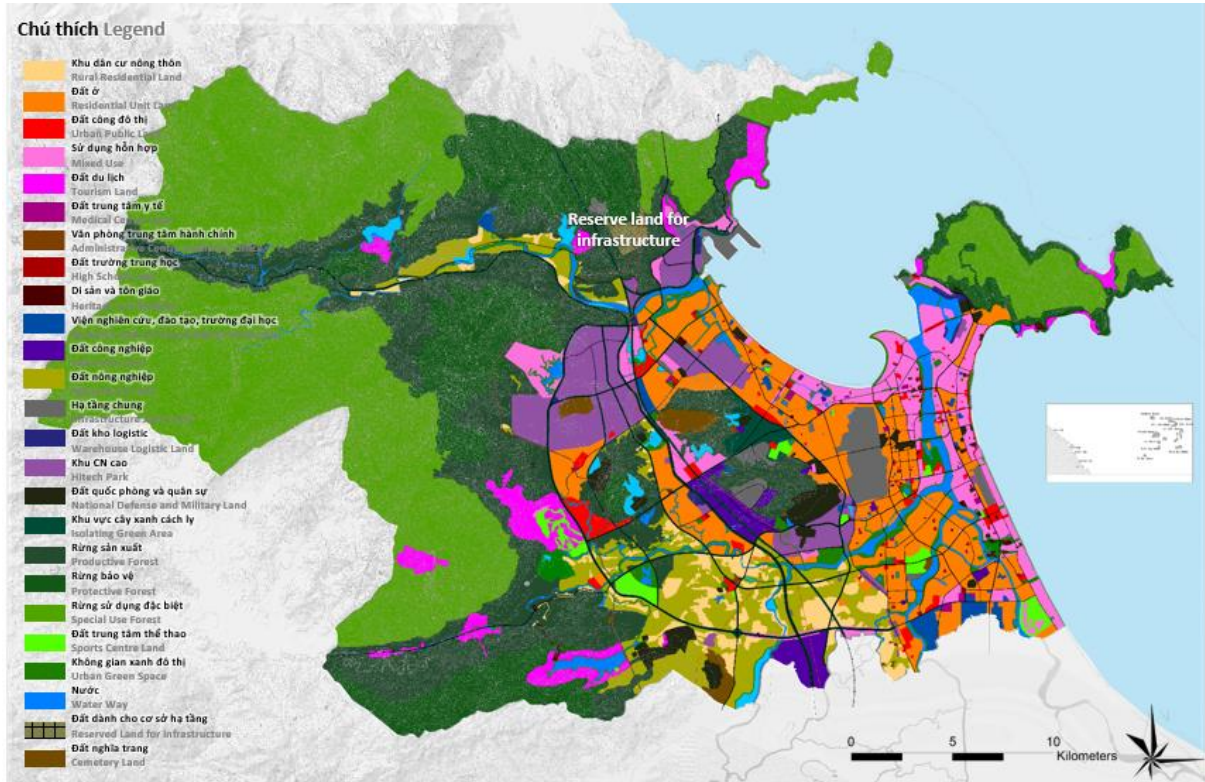 Chú thích Legend
Khu dân cư nông thôn
Rural Residential Land
Đất ở
Residential Unit Land
Đất công đô thị
Urban Public
Sử dụng hỗn hợp
Mixed Use
Đất du lịch
Tourism Land
Đất trung tâm y tế
Medical
Văn phòng trung tâm hành chính
Đất trường trung học
High
Di sản và tôn giáo
Viện nghiên cứu, đào tạo, trường đại học
Đất công nghiệp
Đất nông nghiệp
Hạ tầng chung
Đất kho logistic
Warehouse Logistic Land
Khu CN cao
Hitech Park
Đất quốc phòng và quân sự
National Defense and Military Land
Khu vực cây xanh cách ly
Isolating Green Area
Rừng sản xuất
Productive Forest
Rừng bảo vệ
Protective Forest
Rừng sử dụng đặc biệt
Special Use Forest
Đất trung tâm thể thao
Sports Centre Land
Không gian xanh đô thị
Urban Green Space
Nước
Water Way
Đất dành cho cơ sở hạ tầng
Reserved Land for Infrastructure
Đất nghĩa trang
Cemetery Land
Reserve land for
infrastructure
0 5 10
Kilometers